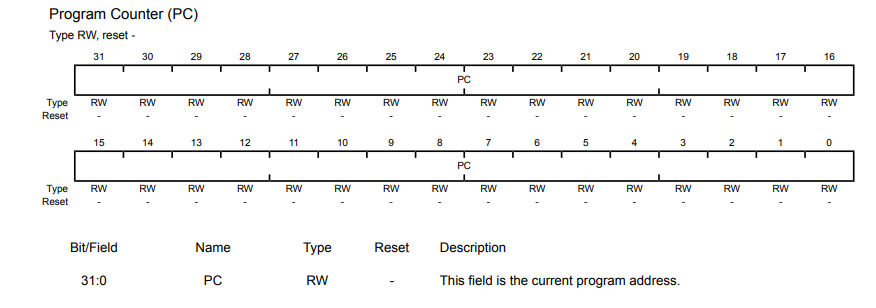 Program Counter (PC)
Type RW, reset -
31 30 29 28 27 26 25 24 23 22 21 20 19 18 17 16
PC
Type RW RW RW RW RW RW RW RW RW RW RW RW RW RW RW RW
Reset - - - - - - - - - - - - - - - -
15 14 13 12 11 10 9 8 7 6 5 4 3 2 1 0
PC
Type RW RW RW RW RW RW RW RW RW RW RW RW RW RW RW RW
Reset - - - - - - - - - - - - - - - -
Bit/Field Name Type Reset Description
31:0 PC RW - This field is the current program address.